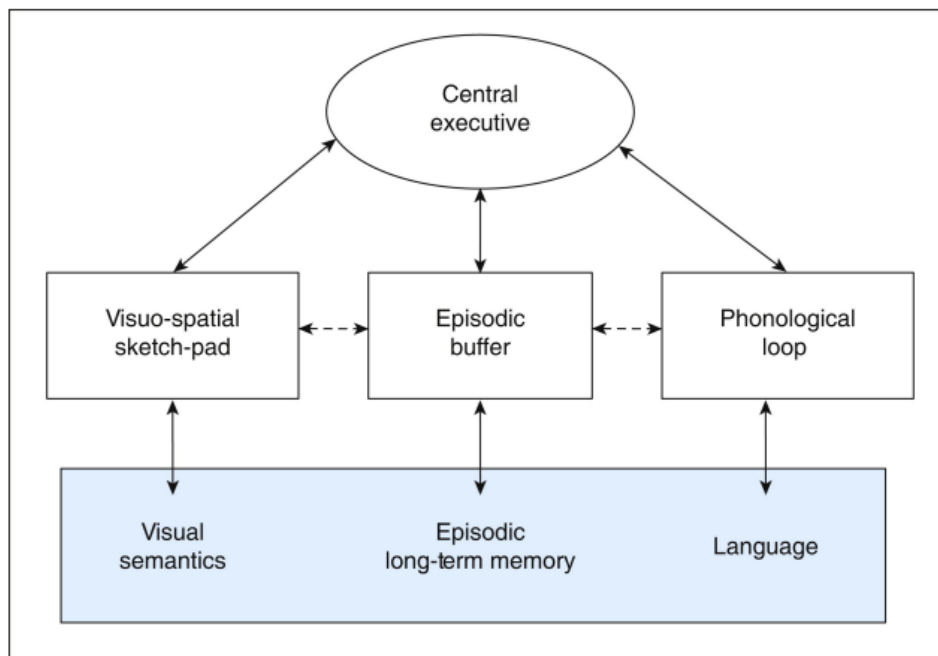 Central
executive
Visuo-spatial
sketch-pad
Episodic
buffer
Phonological
loop
Visual
semantics
Episodic
long-term memory
Language